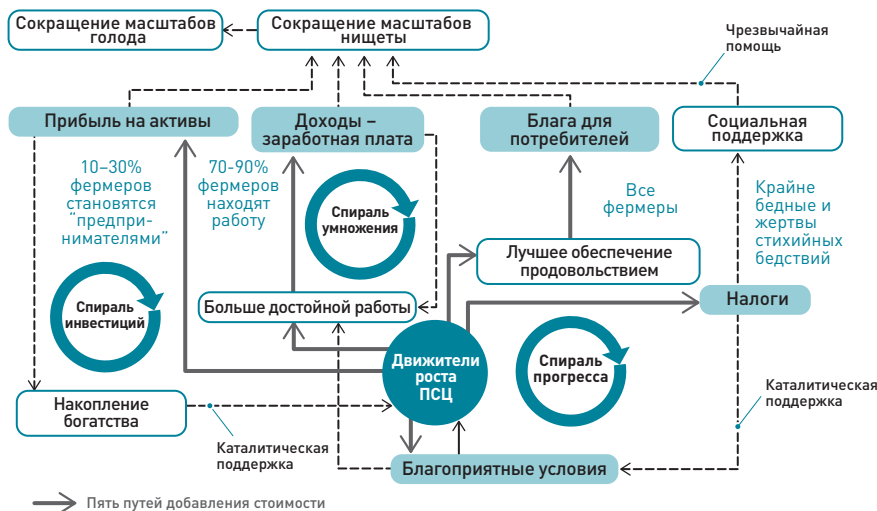 Сокращение масштабов
голода
Сокращение масштабов
нищеты
Чрезвычайная
помощь
Прибыль на активы
Доходы –
заработная плата
Блага для
потребителей
Социальная
поддержка
10–30%
фермеров
становятся
"предпри-
нимателями"
70-90%
фермеров
находят
работу
Спираль
умножения
Все
фермеры
Крайне
бедные и
жертвы
стихийных
бедствий
Лучшее обеспечение
продовольствием
Спираль
инвестиций
Больше достойной работы
Налоги
Движители
роста
ПСЦ
Спираль
прогресса
Накопление
богатства
Каталитическая
поддержка
Каталитическая
поддержка
Благоприятные условия
Пять путей добавления стоимости